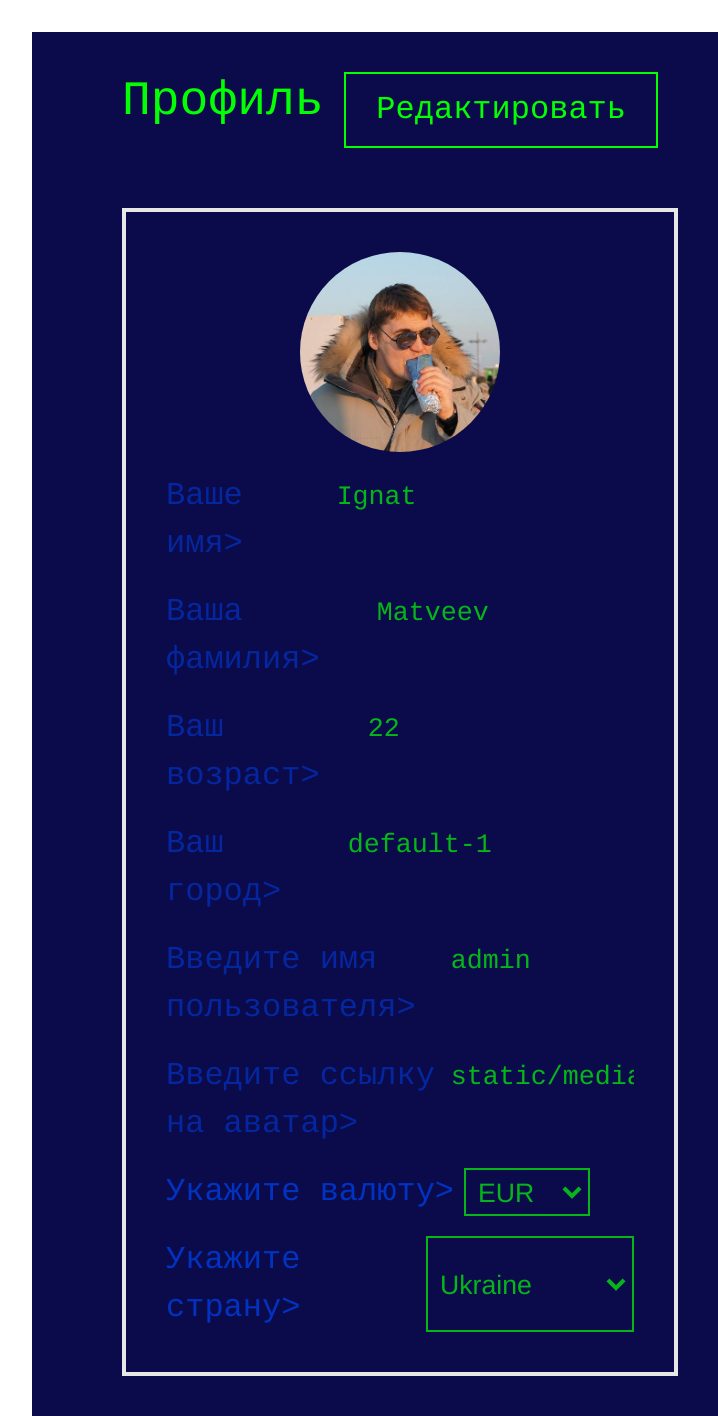 Профиль Редактировать
Ваше Ignat
имя>
Ваша Matveev
фамилия>
Ваш 22
возраст>
Ваш default-1
город>
Введите имя admin
пользователя>
Введите ссылку static/media
на аватар>
Укажите валюту> EUR
Укажите
страну> Ukraine